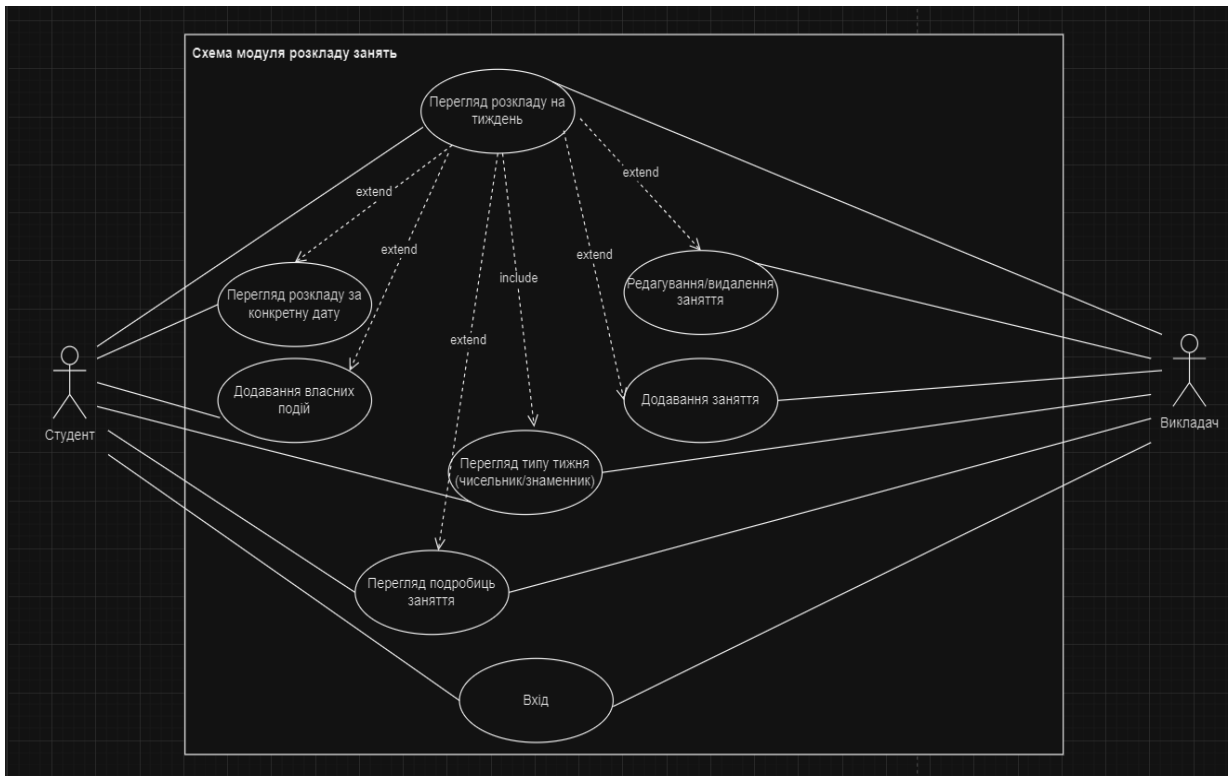 Схема модуля розкладу занять
Перегляд розкладу на
тиждень
extend
extend
extend
include
extend
extend
Перегляд розкладу за
конкретну дату
Редагування/видалення
заняття
Додавання власних
подій
Додавання заняття
Студент
Викладач
Перегляд типу тижня
(чисельник/знаменник)
Перегляд подробиць
заняття
Вхід